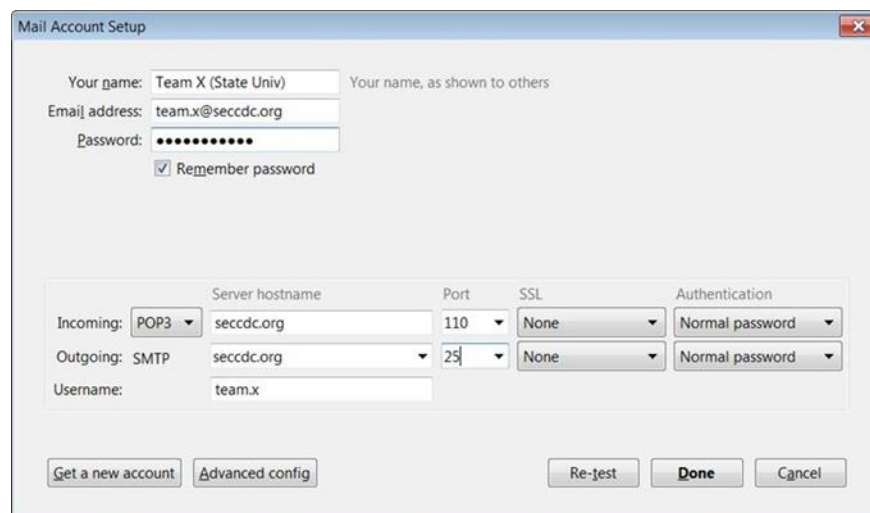 Mail Account Setup
Your name: Team X (State Univ) Your name, as shown to others
Email address: team.x@seccdc.org
Password: •••••••••••
Remember password
Server hostname Port SSL Authentication
Incoming: POP3 seccdc.org 110 None Normal password
Outgoing: SMTP seccdc.org 25 None Normal password
Username: team.x
Get a new account Advanced config Re-test Done Cancel